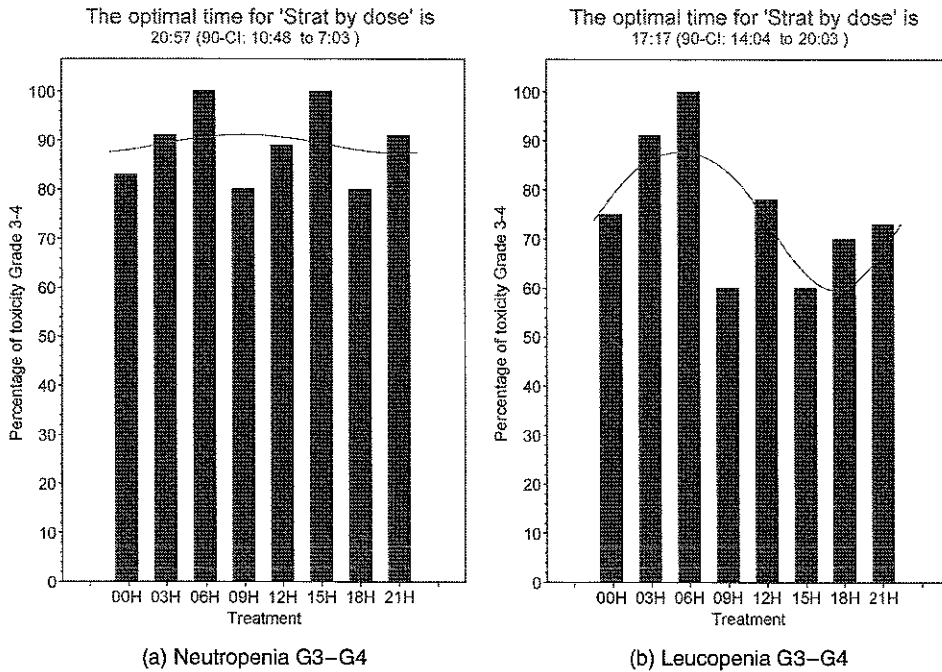 The optimal time for 'Strat by dose' is
20:57 (90-CI: 10:48 to 7:03 )
Percentage of toxicity Grade 3-4
100
90
80
70
60
50
40
30
20
10
0
00H 03H 06H 09H 12H 15H 18H 21H
Treatment
(a) Neutropenia G3–G4
The optimal time for 'Strat by dose' is
17:17 (90-CI: 14:04 to 20:03 )
Percentage of toxicity Grade 3-4
100
90
80
70
60
50
40
30
20
10
0
00H 03H 06H 09H 12H 15H 18H 21H
Treatment
(b) Leucopenia G3–G4